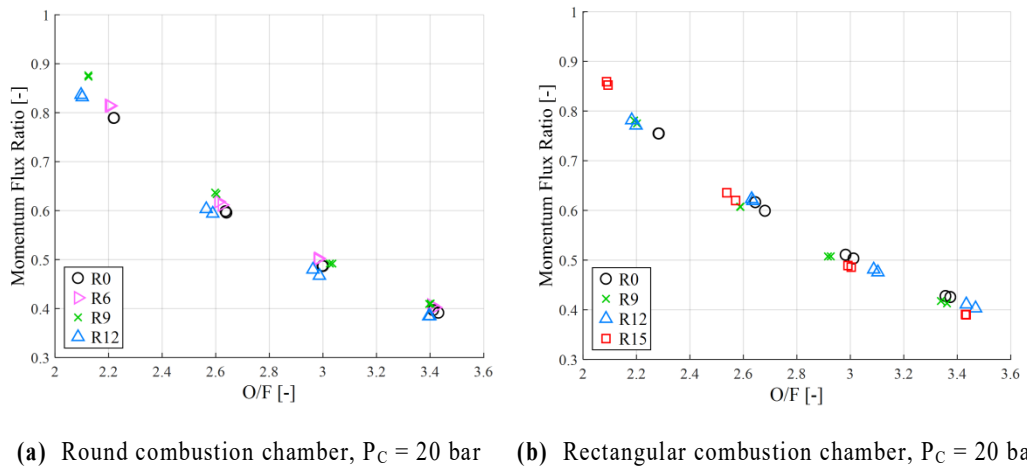 Momentum Flux Ratio [-]
1
0.9
0.8
0.7
0.6
0.5
0.4
0.3
R0
R6
R9
R12
2 2.2 2.4 2.6 2.8 3 3.2 3.4 3.6
O/F [-]
(a) Round combustion chamber, PC = 20 bar
Momentum Flux Ratio [-]
1
0.9
0.8
0.7
0.6
0.5
0.4
0.3
R0
R9
R12
R15
2 2.2 2.4 2.6 2.8 3 3.2 3.4 3.6
O/F [-]
(b) Rectangular combustion chamber, PC = 20 ba